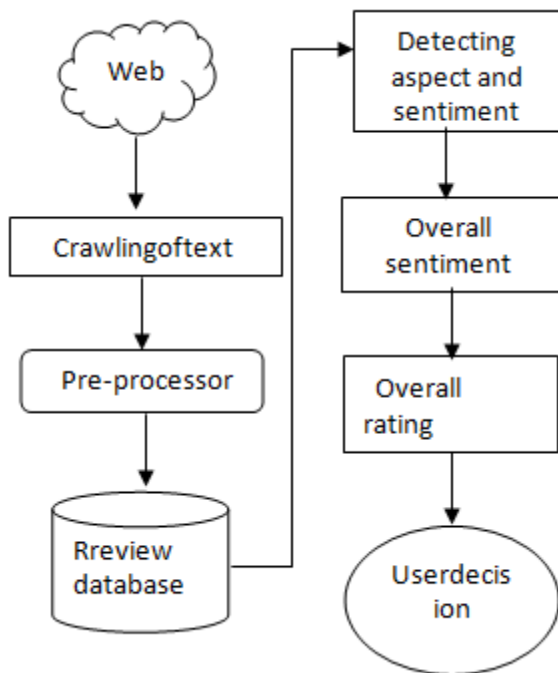 Web
Crawlingoftext
Pre-processor
Rreview
database
Detecting
aspect and
sentiment
Overall
sentiment
Overall
rating
Userdecis
ion